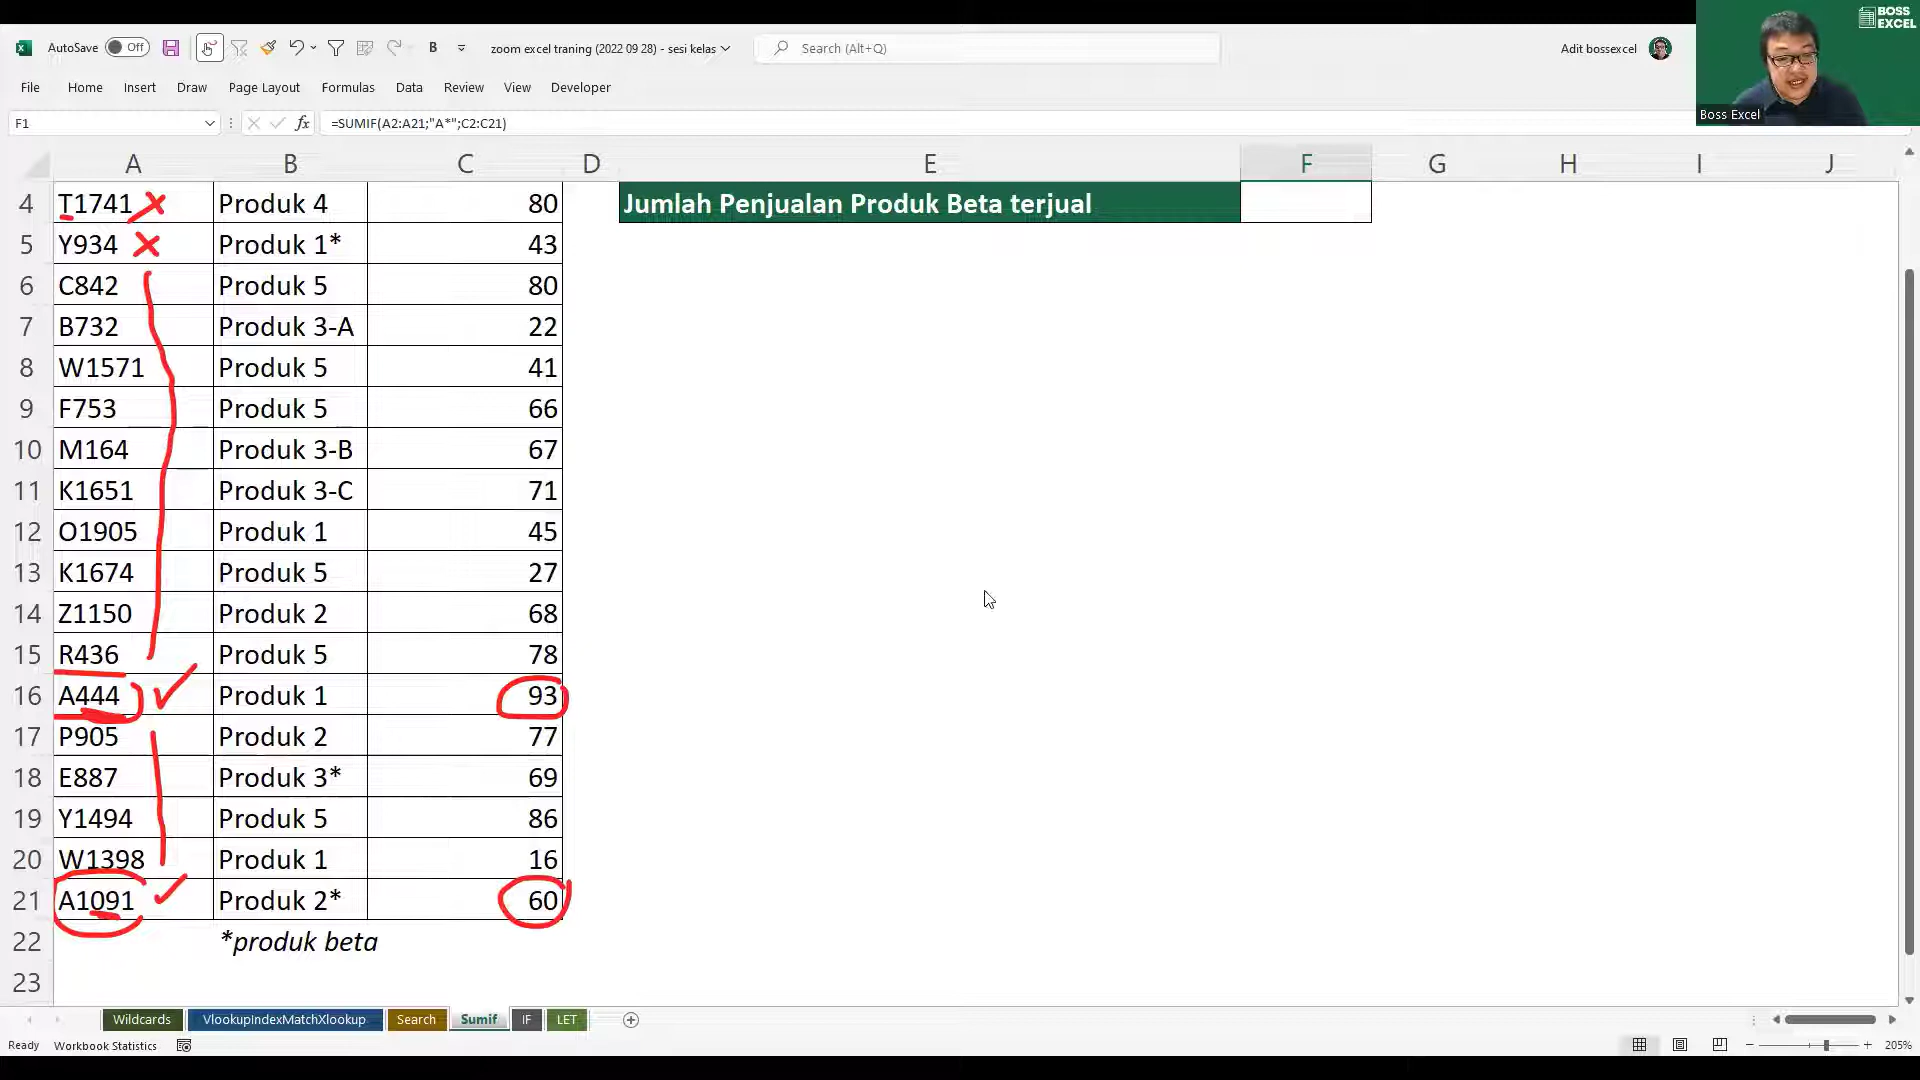 BOSS
EXCEL
AutoSave Off B zoom excel traning (2022 09 28) - sesi kelas Search (Alt+Q) Adit bossexcel
File Home Insert Draw Page Layout Formulas Data Review View Developer
Boss Excel
F1 fx =SUMIF(A2:A21;"A*";C2:C21)
A B C D E F G H I J
4 T1741 Produk 4 80 Jumlah Penjualan Produk Beta terjual
5 Y934 Produk 1* 43
6 C842 Produk 5 80
7 B732 Produk 3-A 22
8 W1571 Produk 5 41
9 F753 Produk 5 66
10 M164 Produk 3-B 67
11 K1651 Produk 3-C 71
12 O1905 Produk 1 45
13 K1674 Produk 5 27
14 Z1150 Produk 2 68
15 R436 Produk 5 78
16 A444 Produk 1 93
17 P905 Produk 2 77
18 E887 Produk 3* 69
19 Y1494 Produk 5 86
20 W1398 Produk 1 16
21 A1091 Produk 2* 60
22 *produk beta
23
Wildcards VlookupIndexMatchXlookup Search Sumif IF LET
Ready Workbook Statistics 205%